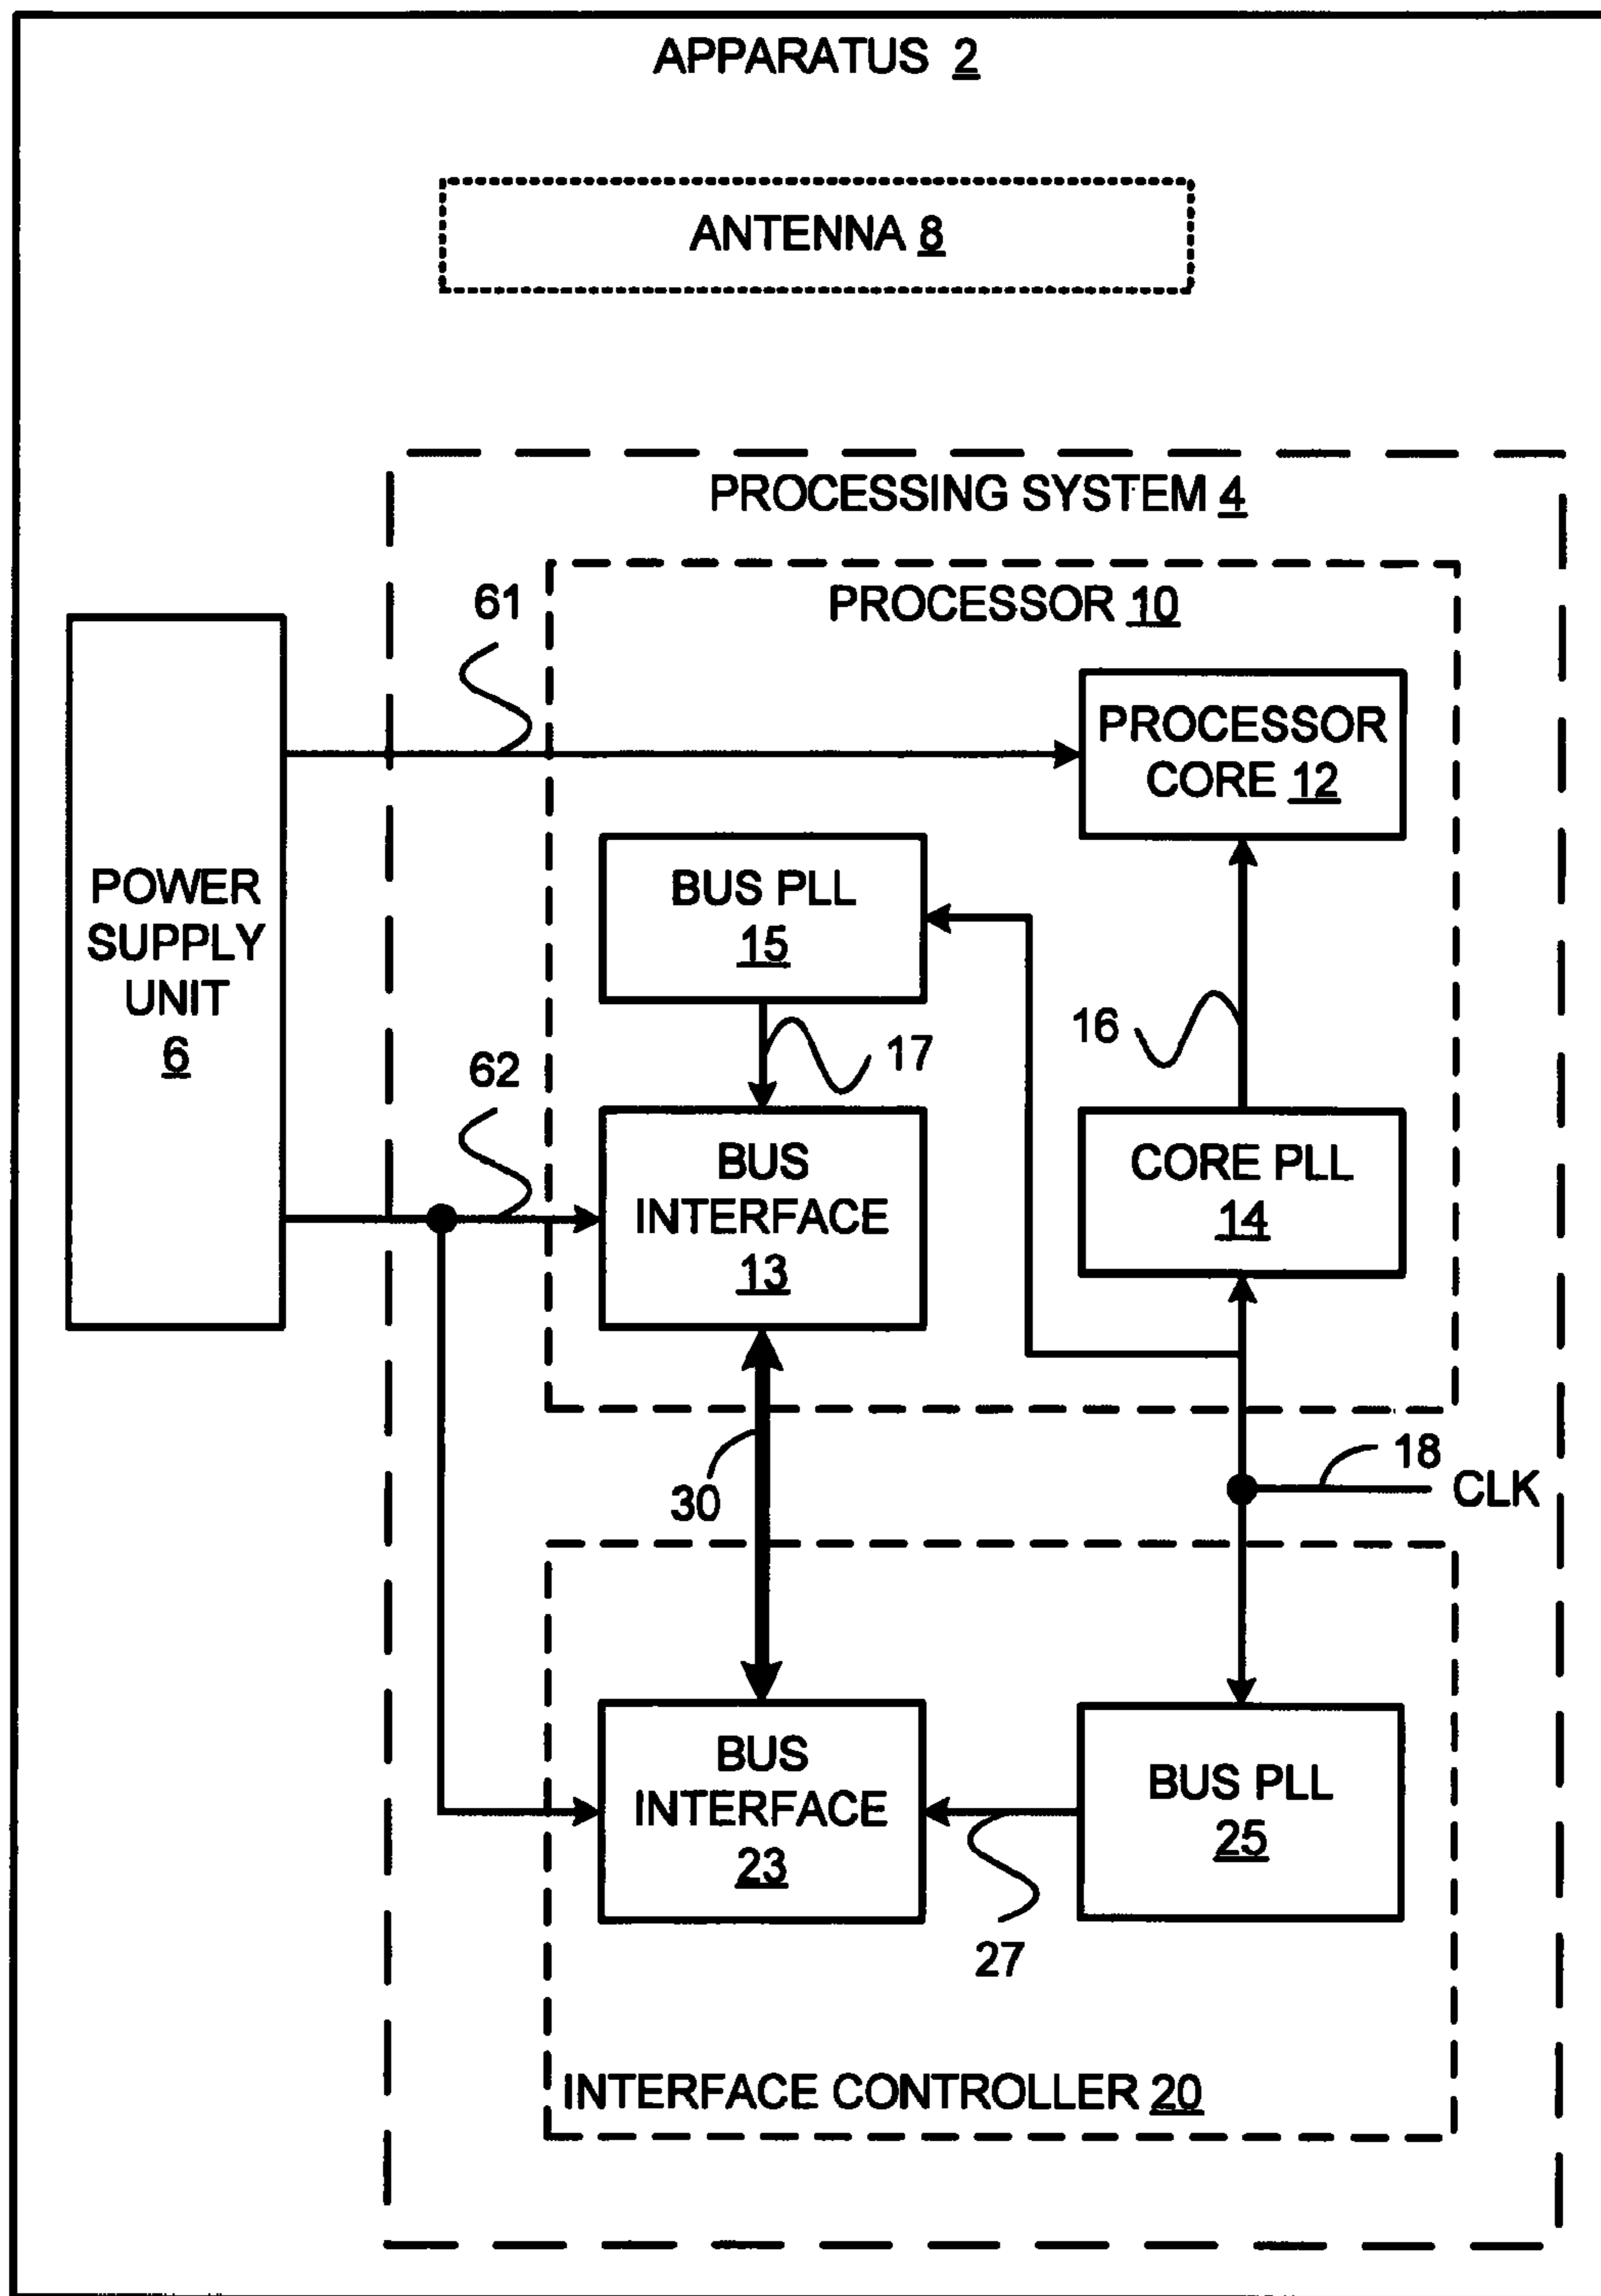 APPARATUS 2
ANTENNA 8
PROCESSING SYSTEM 4
PROCESSOR 10
61
PROCESSOR
CORE 12
POWER
SUPPLY
UNIT
6
BUS PLL
15
16
17
62
BUS
INTERFACE
13
CORE PLL
14
30
18
CLK
BUS
INTERFACE
23
BUS PLL
25
27
INTERFACE CONTROLLER 20